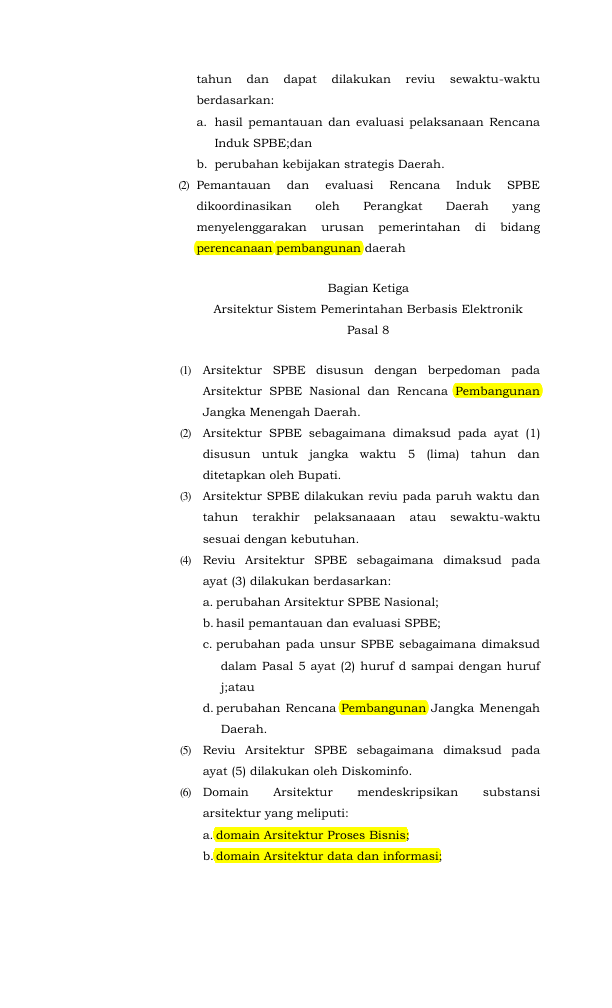 tahun dan dapat dilakukan reviu sewaktu-waktu
berdasarkan:
a. hasil pemantauan dan evaluasi pelaksanaan Rencana
Induk SPBE;dan
b. perubahan kebijakan strategis Daerah.
(2) Pemantauan dan evaluasi Rencana Induk SPBE
dikoordinasikan oleh Perangkat Daerah yang
menyelenggarakan urusan pemerintahan di bidang
perencanaan pembangunan daerah
Bagian Ketiga
Arsitektur Sistem Pemerintahan Berbasis Elektronik
Pasal 8
(1) Arsitektur SPBE disusun dengan berpedoman pada
Arsitektur SPBE Nasional dan Rencana Pembangunan
Jangka Menengah Daerah.
(2) Arsitektur SPBE sebagaimana dimaksud pada ayat (1)
disusun untuk jangka waktu 5 (lima) tahun dan
ditetapkan oleh Bupati.
(3) Arsitektur SPBE dilakukan reviu pada paruh waktu dan
tahun terakhir pelaksanaaan atau sewaktu-waktu
sesuai dengan kebutuhan.
(4) Reviu Arsitektur SPBE sebagaimana dimaksud pada
ayat (3) dilakukan berdasarkan:
a. perubahan Arsitektur SPBE Nasional;
b. hasil pemantauan dan evaluasi SPBE;
c. perubahan pada unsur SPBE sebagaimana dimaksud
dalam Pasal 5 ayat (2) huruf d sampai dengan huruf
j;atau
d. perubahan Rencana Pembangunan Jangka Menengah
Daerah.
(5) Reviu Arsitektur SPBE sebagaimana dimaksud pada
ayat (5) dilakukan oleh Diskominfo.
(6) Domain Arsitektur mendeskripsikan substansi
arsitektur yang meliputi:
a. domain Arsitektur Proses Bisnis;
b. domain Arsitektur data dan informasi;